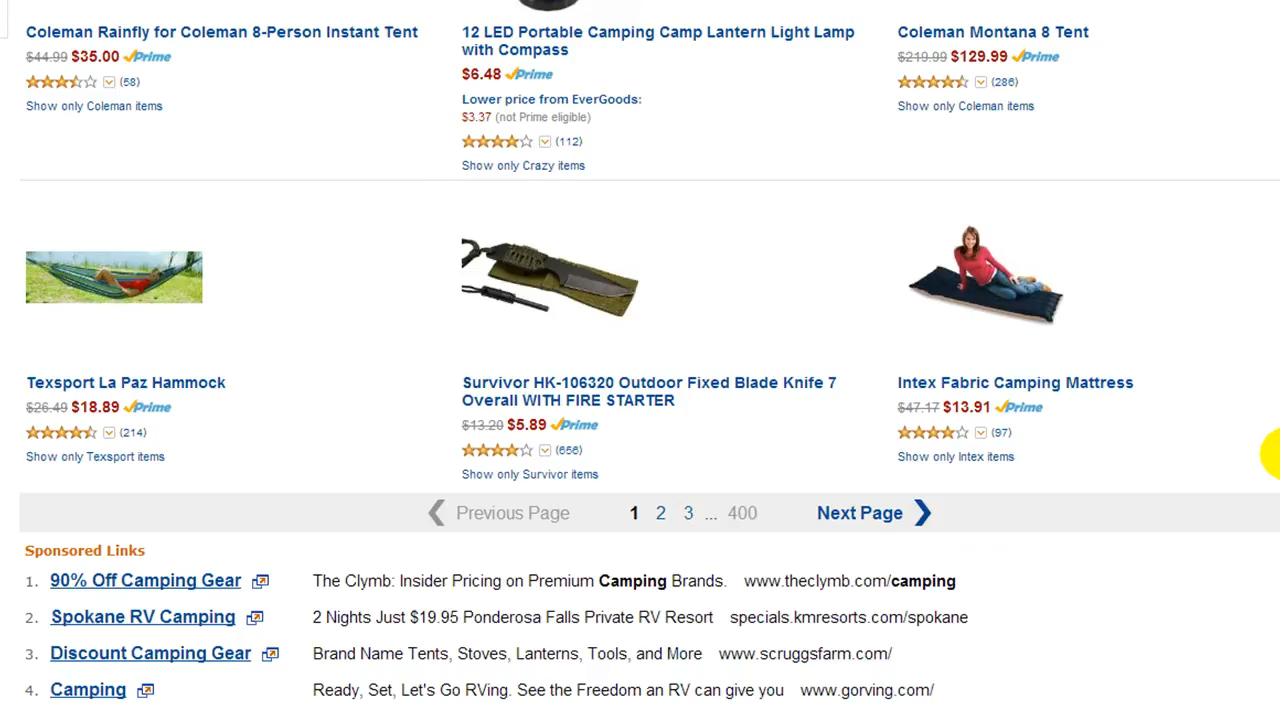 Coleman Rainfly for Coleman 8-Person Instant Tent
$44.99 $35.00 Prime
(58)
Show only Coleman items
12 LED Portable Camping Camp Lantern Light Lamp
with Compass
$6.48 Prime
Lower price from EverGoods:
$3.37 (not Prime eligible)
(112)
Show only Crazy items
Coleman Montana 8 Tent
$219.99 $129.99 Prime
(286)
Show only Coleman items
Texsport La Paz Hammock
$26.49 $18.89 Prime
(214)
Show only Texsport items
Survivor HK-106320 Outdoor Fixed Blade Knife 7
Overall WITH FIRE STARTER
$13.20 $5.89 Prime
(656)
Show only Survivor items
Intex Fabric Camping Mattress
$47.17 $13.91 Prime
(97)
Show only Intex items
Previous Page 1 2 3 ... 400 Next Page
Sponsored Links
1. 90% Off Camping Gear The Clymb: Insider Pricing on Premium Camping Brands. www.theclymb.com/camping
2. Spokane RV Camping 2 Nights Just $19.95 Ponderosa Falls Private RV Resort specials.kmresorts.com/spokane
3. Discount Camping Gear Brand Name Tents, Stoves, Lanterns, Tools, and More www.scruggsfarm.com/
4. Camping Ready, Set, Let's Go RVing. See the Freedom an RV can give you www.gorving.com/